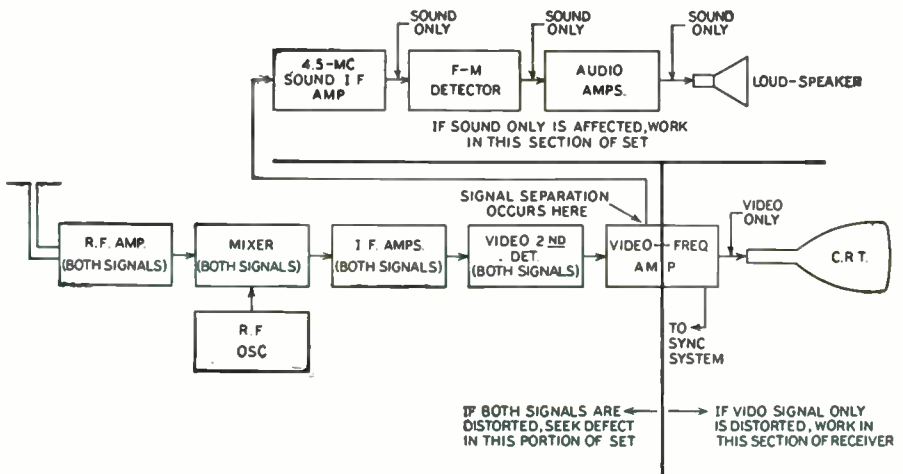 SOUND
ONLY
SOUND
ONLY
SOUND
ONLY
4.5-MC
SOUND I F
AMP
F-M
DETECTOR
AUDIO
AMPS.
LOUD-SPEAKER
IF SOUND ONLY IS AFFECTED, WORK
IN THIS SECTION OF SET
SIGNAL SEPARATION
OCCURS HERE
VIDEO
ONLY
R.F. AMP.
(BOTH SIGNALS)
MIXER
(BOTH SIGNALS)
I F. AMPS.
(BOTH SIGNALS)
VIDEO 2ND
DET.
(BOTH SIGNALS)
VIDEO-FREQ
AMP
C.R.T.
R.F
OSC
TO
SYNC
SYSTEM
IF BOTH SIGNALS ARE
DISTORTED, SEEK DEFECT
IN THIS PORTION OF SET
IF VIDO SIGNAL ONLY
IS DISTORTED, WORK IN
THIS SECTION OF RECEIVER